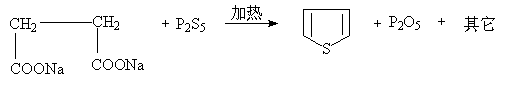 加热
CH2 CH2 + P2S5 S + P2O5 + 其它
COONa COONa